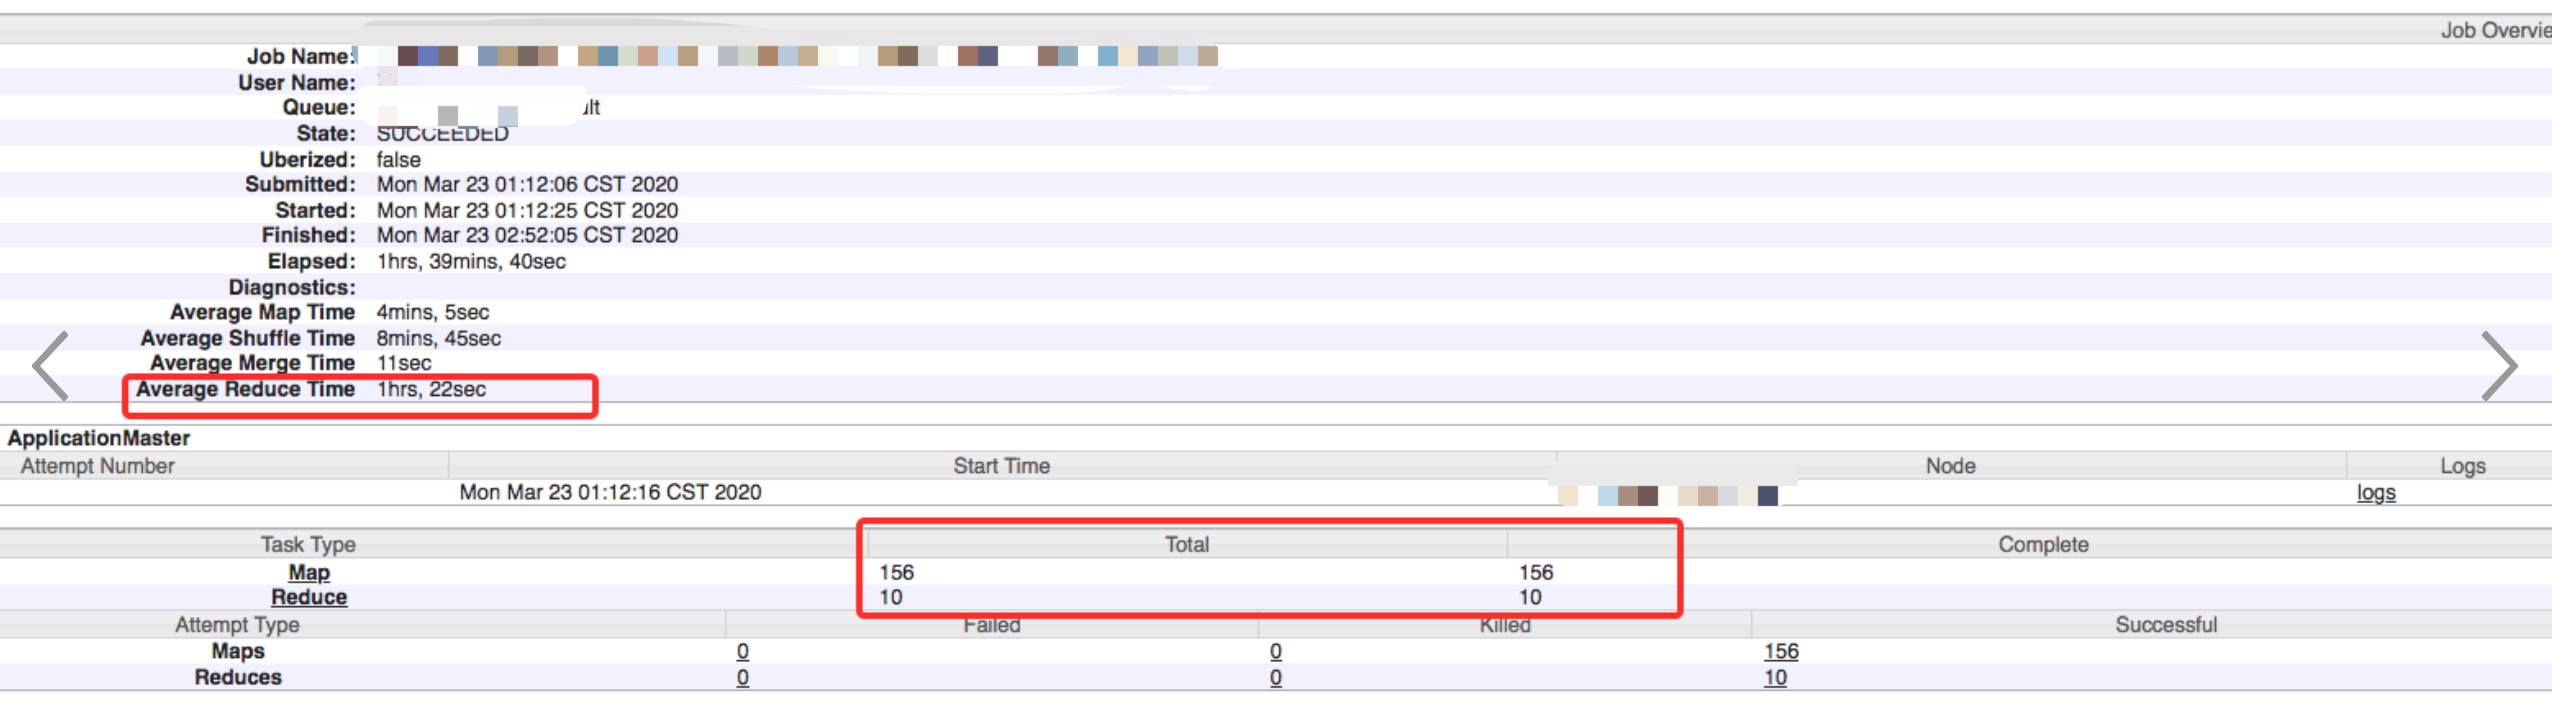 Job Overvie
Job Name:
User Name:
Queue: ult
State: SUCCEEDED
Uberized: false
Submitted: Mon Mar 23 01:12:06 CST 2020
Started: Mon Mar 23 01:12:25 CST 2020
Finished: Mon Mar 23 02:52:05 CST 2020
Elapsed: 1hrs, 39mins, 40sec
Diagnostics:
Average Map Time 4mins, 5sec
Average Shuffle Time 8mins, 45sec
Average Merge Time 11sec
Average Reduce Time 1hrs, 22sec
ApplicationMaster
Attempt Number Start Time Node Logs
Mon Mar 23 01:12:16 CST 2020 logs
Task Type Total Complete
Map 156 156
Reduce 10 10
Attempt Type Failed Killed Successful
Maps 0 0 156
Reduces 0 0 10